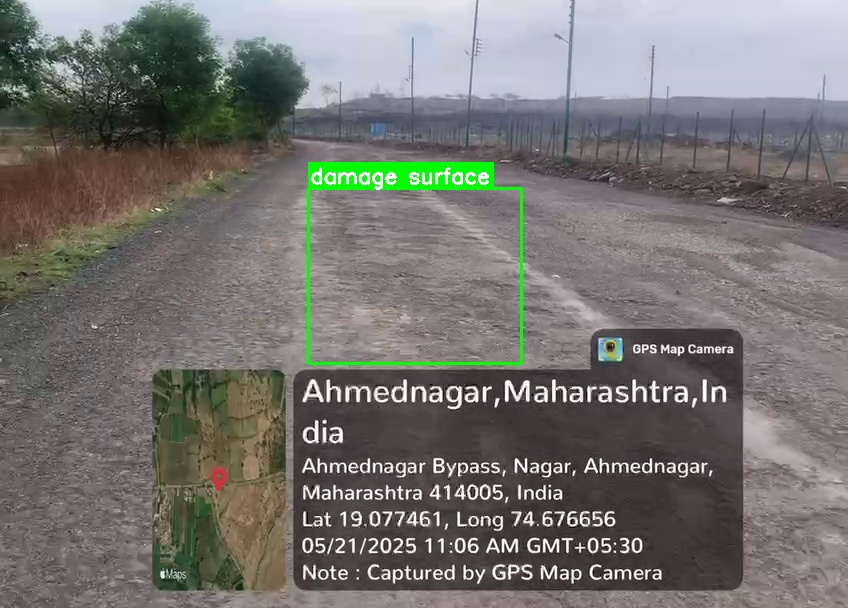 damage surface
GPS Map Camera
Ahmednagar,Maharashtra,In
dia
Ahmednagar Bypass, Nagar, Ahmednagar,
Maharashtra 414005, India
Lat 19.077461, Long 74.676656
05/21/2025 11:06 AM GMT+05:30
Note : Captured by GPS Map Camera
Maps